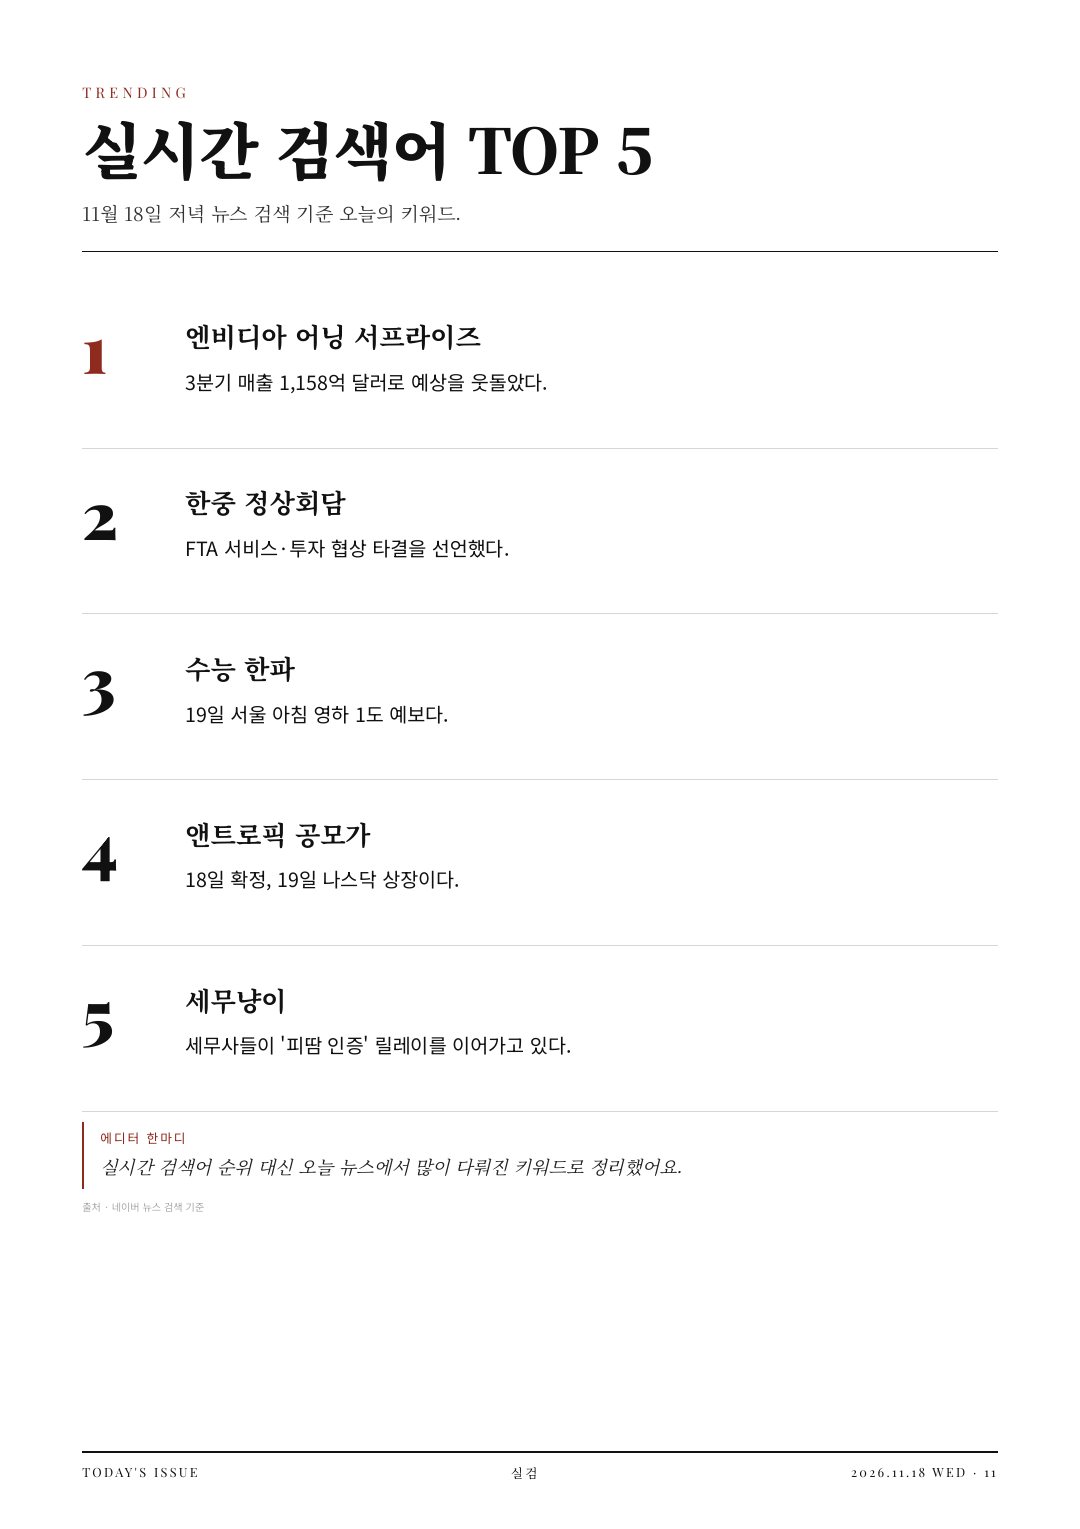 TRENDING
실시간 검색어 TOP 5
11월 18일 저녁 뉴스 검색 기준 오늘의 키워드.
1
엔비디아 어닝 서프라이즈
3분기 매출 1,158억 달러로 예상을 웃돌았다.
2
한중 정상회담
FTA 서비스·투자 협상 타결을 선언했다.
3
수능 한파
19일 서울 아침 영하 1도 예보다.
4
앤트로픽 공모가
18일 확정, 19일 나스닥 상장이다.
5
세무냥이
세무사들이 '피땀 인증' 릴레이를 이어가고 있다.
에디터 한마디
실시간 검색어 순위 대신 오늘 뉴스에서 많이 다뤄진 키워드로 정리했어요.
출처 · 네이버 뉴스 검색 기준
TODAY'S ISSUE
실검
2026.11.18 WED · 11